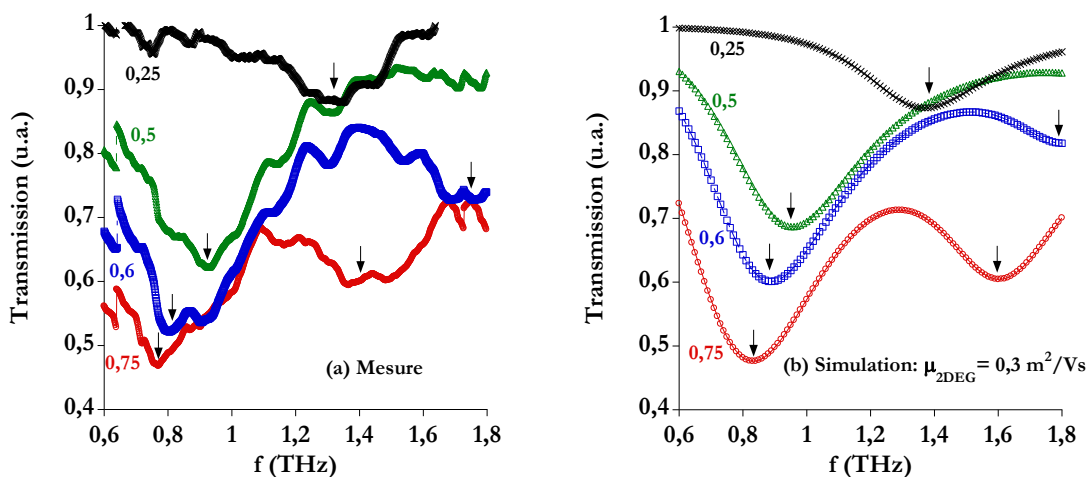 1
0,9
0,8
0,7
0,6
0,5
0,4
Transmission (u.a.)
0,25
0,5
0,6
0,75
(a) Mesure
0,6 0,8 1 1,2 1,4 1,6 1,8
f (THz)
1
0,9
0,8
0,7
0,6
0,5
0,4
Transmission (u.a.)
0,25
0,5
0,6
0,75
(b) Simulation: μ2DEG = 0,3 m²/Vs
0,6 0,8 1 1,2 1,4 1,6 1,8
f (THz)